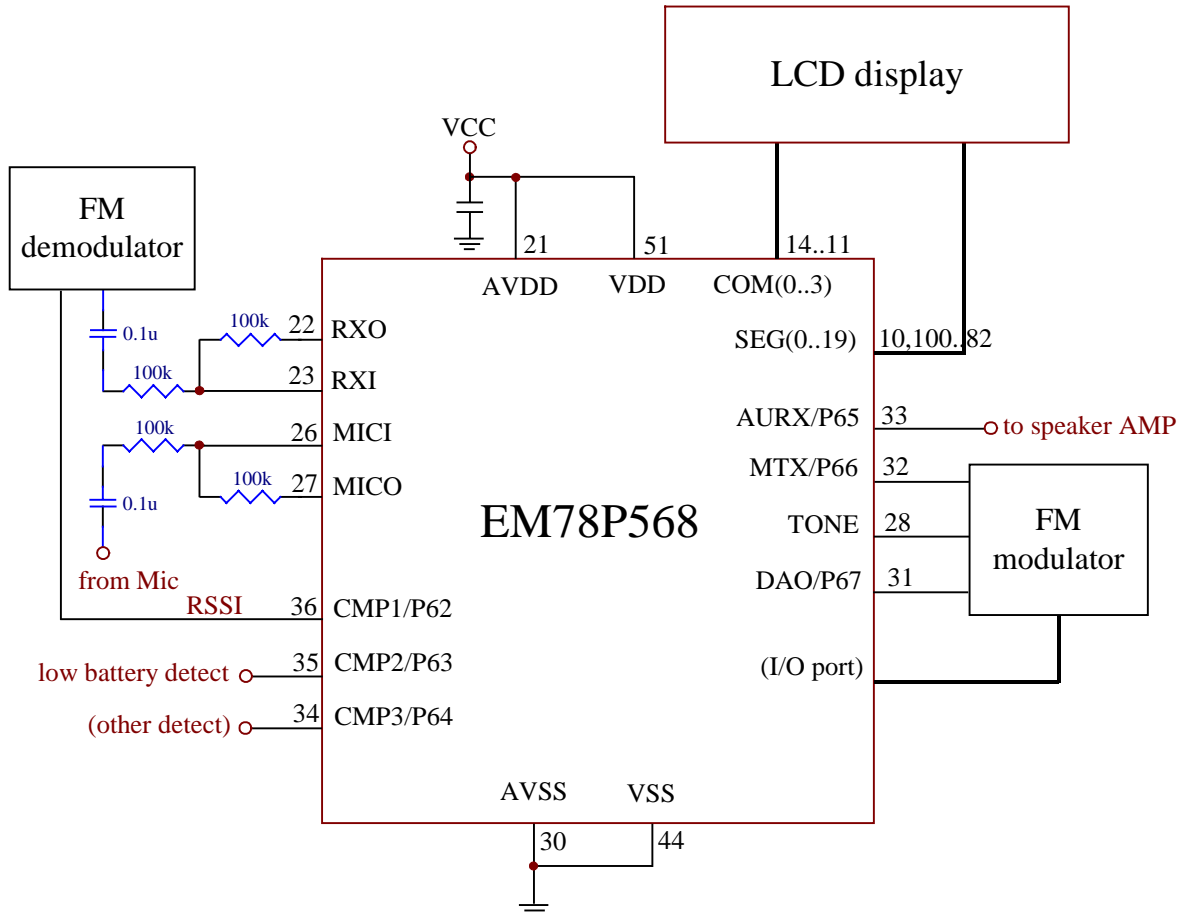 LCD display
VCC
FM
demodulator
21
51
14..11
AVDD
VDD
COM(0..3)
0.1u
100k
22
RXO
SEG(0..19)
10,100..82
100k
23
RXI
100k
26
MICI
AURX/P65
33
to speaker AMP
100k
27
MICO
MTX/P66
32
0.1u
EM78P568
TONE
28
FM
modulator
from Mic
DAO/P67
31
RSSI
36
CMP1/P62
low battery detect
35
CMP2/P63
(I/O port)
(other detect)
34
CMP3/P64
AVSS
VSS
30
44